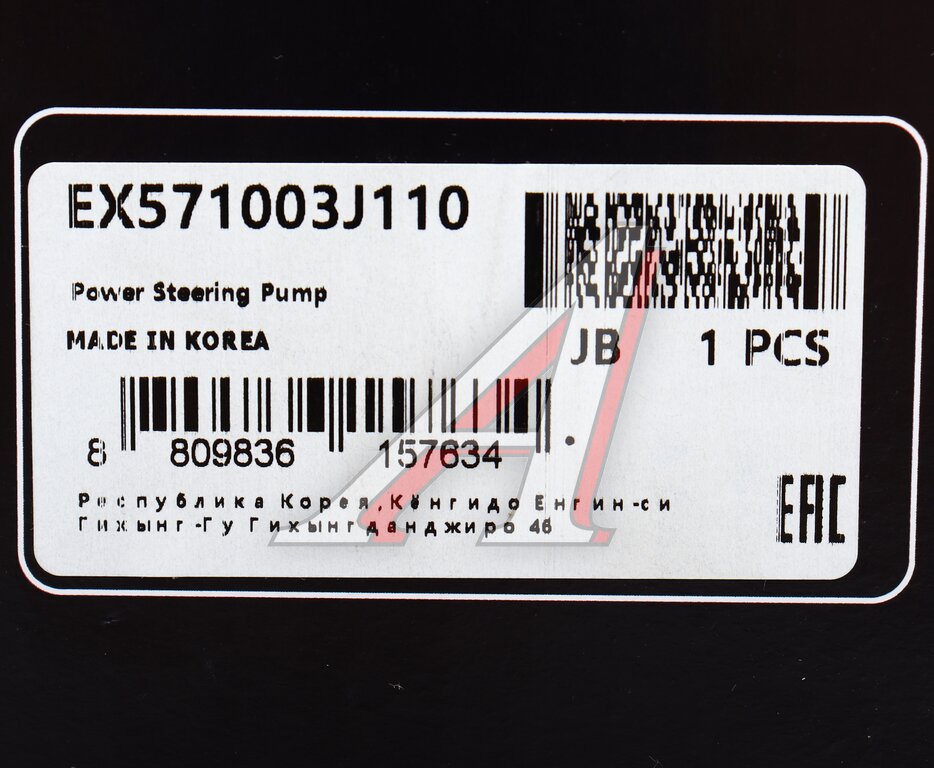 EX571003J110
Power Steering Pump
MADE IN KOREA
JB 1 PCS
8 809836 157634
Республика Корея,Кёнгидо Енгин-си
Гихынг-Гу Гихынгданджиро 46
EAC